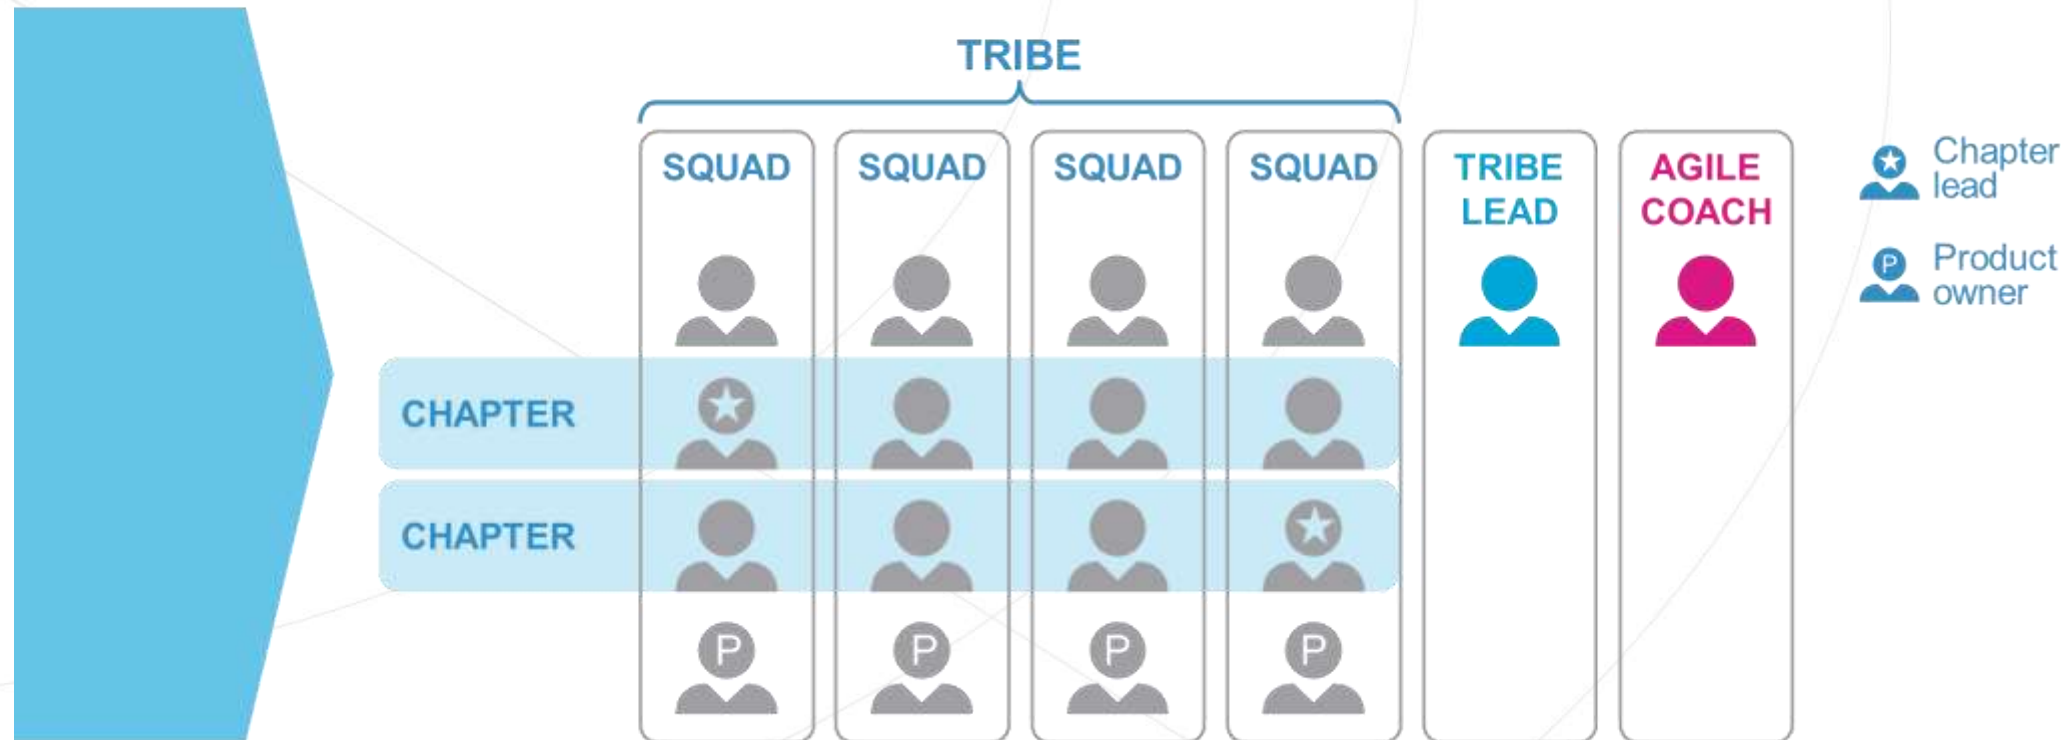 TRIBE
SQUAD
SQUAD
SQUAD
SQUAD
TRIBE
LEAD
AGILE
COACH
Chapter
lead
Product
owner
CHAPTER
CHAPTER
P
P
P
P
P